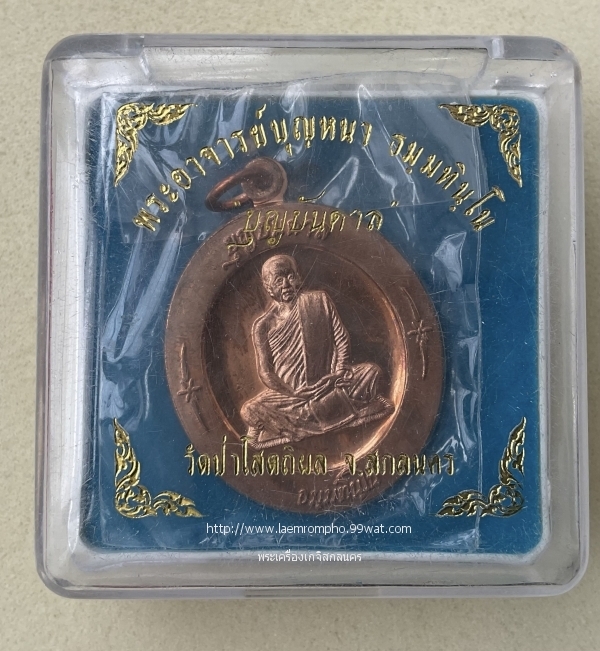 พระอาจารย์บุญหนา ธมฺมทินฺโน
บุญบันดาล
วัดป่าโสตถิผล จ.สกลนคร
http://www.laemrompho.99wat.com
พระเครื่องเกจิสกลนคร